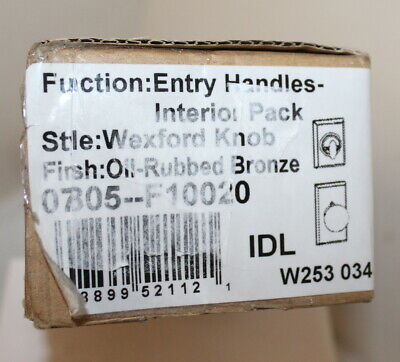 Fuction:Entry Handles-
Interior Pack
Stle:Wexford Knob
Firsh:Oil-Rubbed Bronze
0805--F10020
IDL
8899 52112 1
W253 034